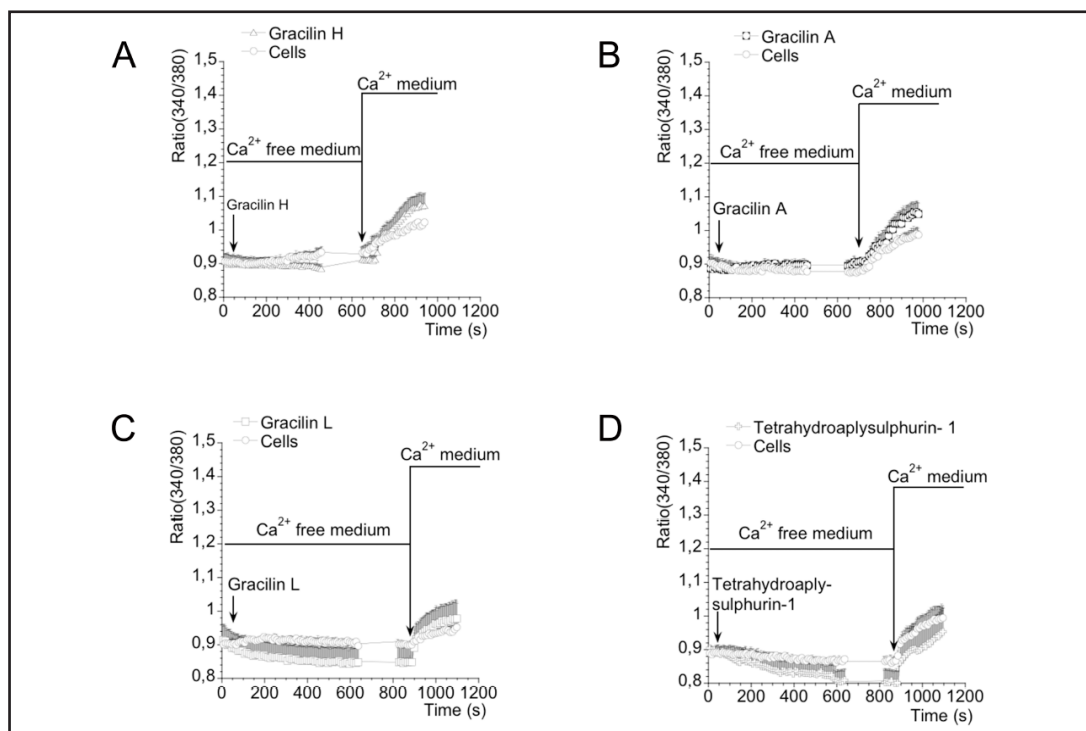 A
Gracilin H
Cells
Ratio(340/380)
1,5
1,4
1,3
1,2
1,1
1
0,9
0,8
Ca2+ medium
Ca2+ free medium
Gracilin H
0 200 400 600 800 1000 1200
Time (s)
B
Gracilin A
Cells
Ratio(340/380)
1,5
1,4
1,3
1,2
1,1
1
0,9
0,8
Ca2+ medium
Ca2+ free medium
Gracilin A
0 200 400 600 800 1000 1200
Time (s)
C
Gracilin L
Cells
Ratio(340/380)
1,5
1,4
1,3
1,2
1,1
1
0,9
0,8
Ca2+ medium
Ca2+ free medium
Gracilin L
0 200 400 600 800 1000 1200
Time (s)
D
Tetrahydroaplysulphurin- 1
Cells
Ratio(340/380)
1,5
1,4
1,3
1,2
1,1
1
0,9
0,8
Ca2+ medium
Ca2+ free medium
Tetrahydroaply-
sulphurin-1
0 200 400 600 800 1000 1200
Time (s)